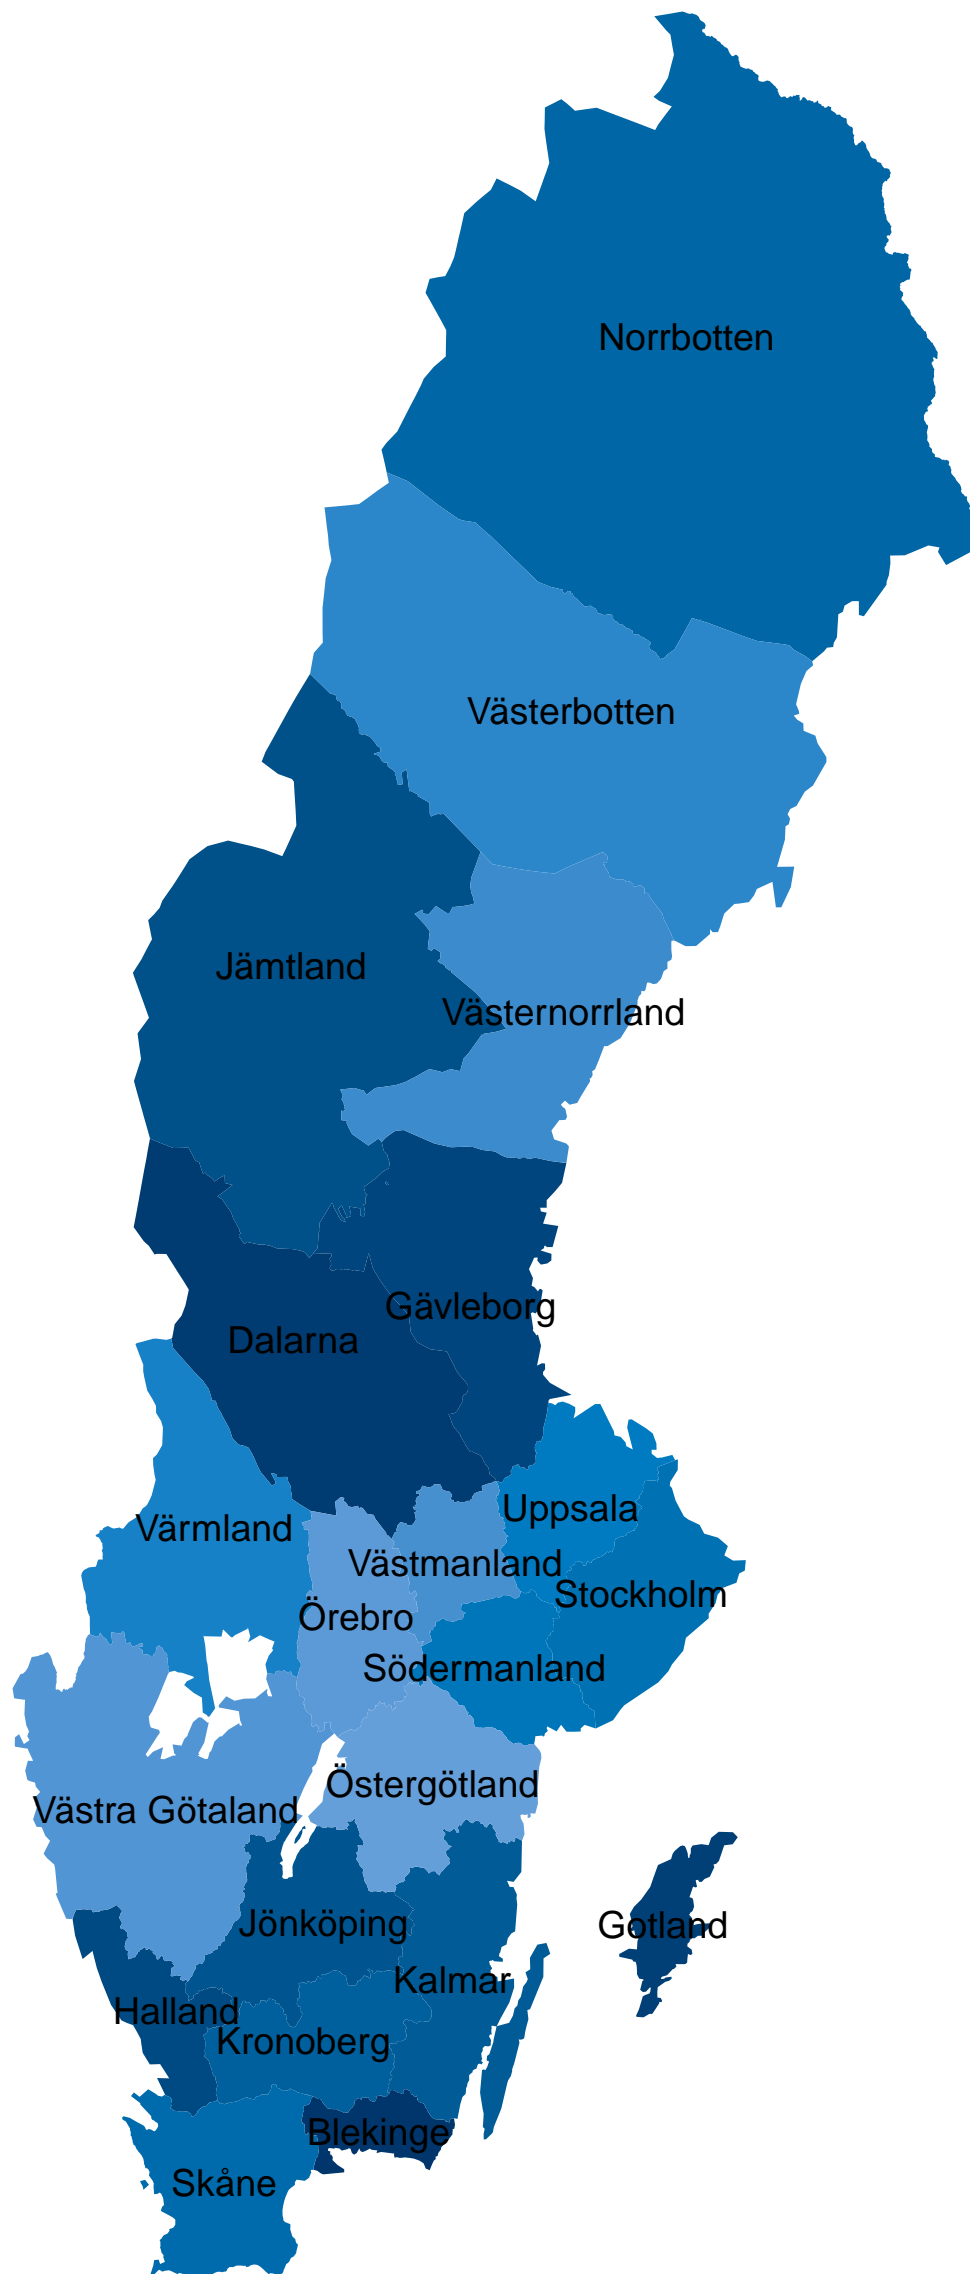 Norrbotten
Västerbotten
Jämtland
Västernorrland
Gävleborg
Dalarna
Uppsala
Värmland
Västmanland
Stockholm
Örebro
Södermanland
Östergötland
Västra Götaland
Jönköping
Gotland
Kalmar
Halland
Kronoberg
Blekinge
Skåne